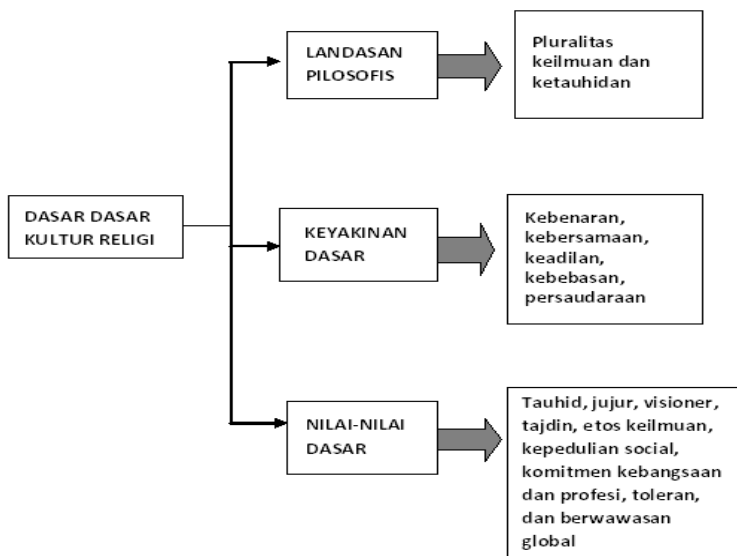 LANDASAN
PILOSOFIS
Pluralitas
keilmuan dan
ketauhidan
DASAR DASAR
KULTUR RELIGI
KEYAKINAN
DASAR
Kebenaran,
kebersamaan,
keadilan,
kebebasan,
persaudaraan
NILAI-NILAI
DASAR
Tauhid, jujur, visioner,
tajdin, etos keilmuan,
kepedulian social,
komitmen kebangsaan
dan profesi, toleran,
dan berwawasan
global